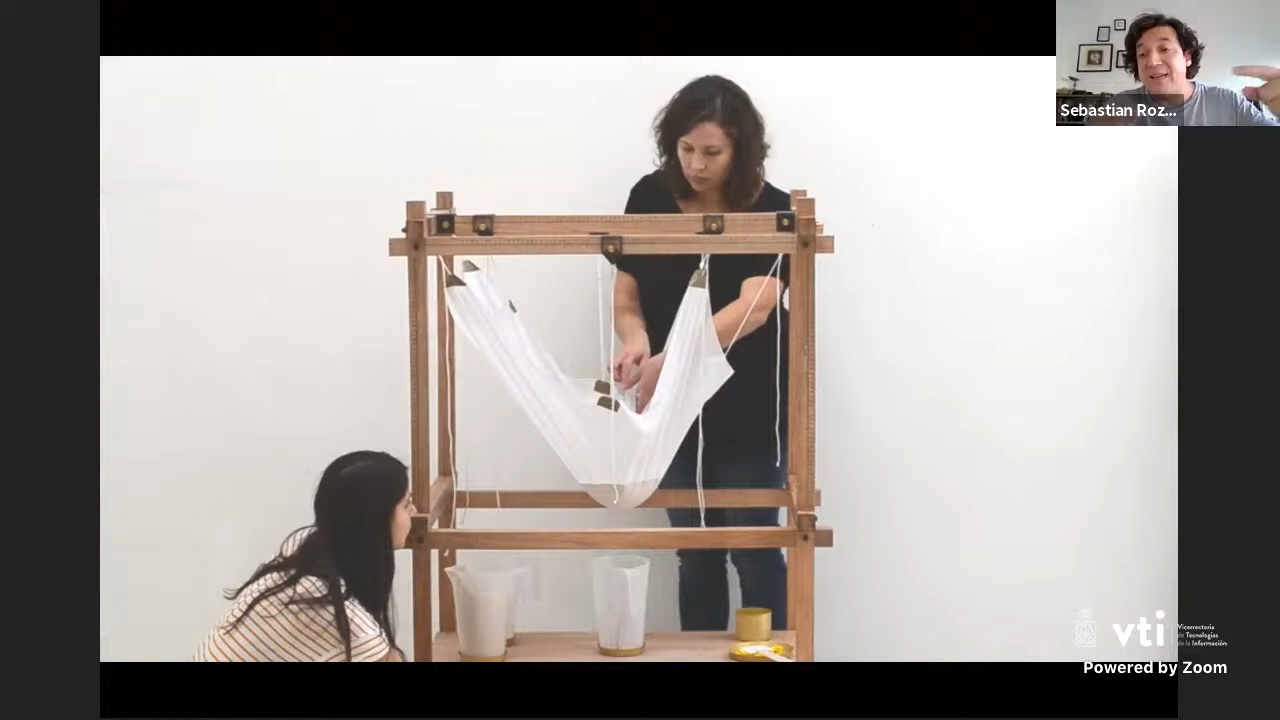 Sebastian Roz...
vti
Vicerrectoría
de Tecnologías
de la Información
Powered by Zoom